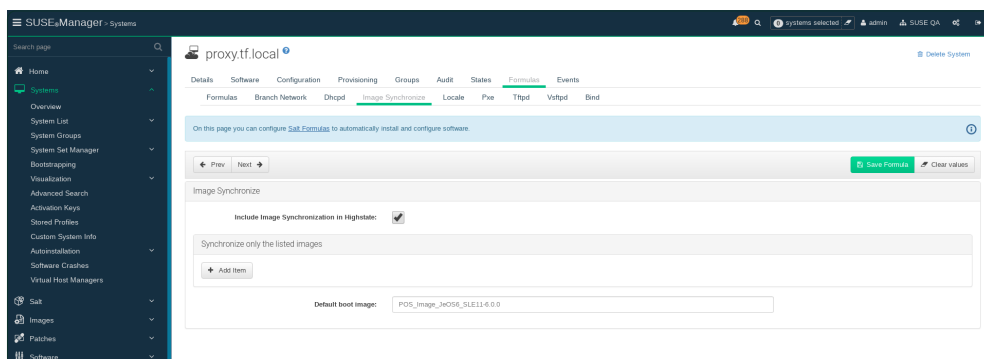 SUSE Manager > Systems
0 systems selected
admin
SUSE QA
Search page
Home
Systems
Overview
System List
System Groups
System Set Manager
Bootstrapping
Visualization
Advanced Search
Activation Keys
Stored Profiles
Custom System Info
Autoinstallation
Software Crashes
Virtual Host Managers
Salt
Images
Patches
Software
proxy.tf.local ?
Delete System
Details Software Configuration Provisioning Groups Audit States Formulas Events
Formulas Branch Network Dhcpd Image Synchronize Locale Pxe Tftpd Vsftpd Bind
On this page you can configure Salt Formulas to automatically install and configure software.
Prev Next
Save Formula Clear values
Image Synchronize
Include Image Synchronization in Highstate:
Synchronize only the listed images
+ Add Item
Default boot image: POS_Image_JeOS6_SLE11-6.0.0